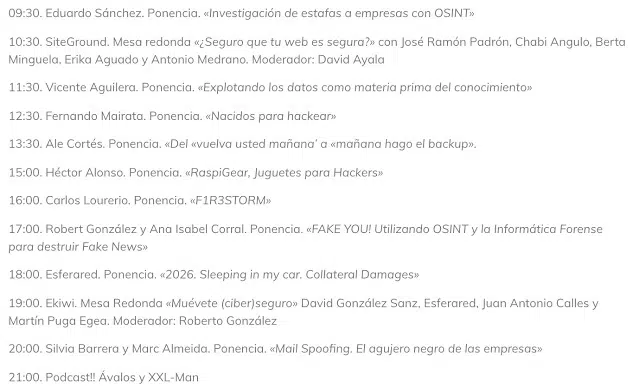 09:30. Eduardo Sánchez. Ponencia. «Investigación de estafas a empresas con OSINT»
10:30. SiteGround. Mesa redonda «¿Seguro que tu web es segura?» con José Ramón Padrón, Chabi Angulo, Berta
Minguela, Erika Aguado y Antonio Medrano. Moderador: David Ayala
11:30. Vicente Aguilera. Ponencia. «Explotando los datos como materia prima del conocimiento»
12:30. Fernando Mairata. Ponencia. «Nacidos para hackear»
13:30. Ale Cortés. Ponencia. «Del «vuelva usted mañana’ a «mañana hago el backup».
15:00. Héctor Alonso. Ponencia. «RaspiGear, Juguetes para Hackers»
16:00. Carlos Lourerio. Ponencia. «F1R3STORM»
17:00. Robert González y Ana Isabel Corral. Ponencia. «FAKE YOU! Utilizando OSINT y la Informática Forense
para destruir Fake News»
18:00. Esferared. Ponencia. «2026. Sleeping in my car. Collateral Damages»
19:00. Ekiwi. Mesa Redonda «Muévete (ciber)seguro» David González Sanz, Esferared, Juan Antonio Calles y
Martín Puga Egea. Moderador: Roberto González
20:00. Silvia Barrera y Marc Almeida. Ponencia. «Mail Spoofing. El agujero negro de las empresas»
21:00. Podcast!! Ávalos y XXL-Man